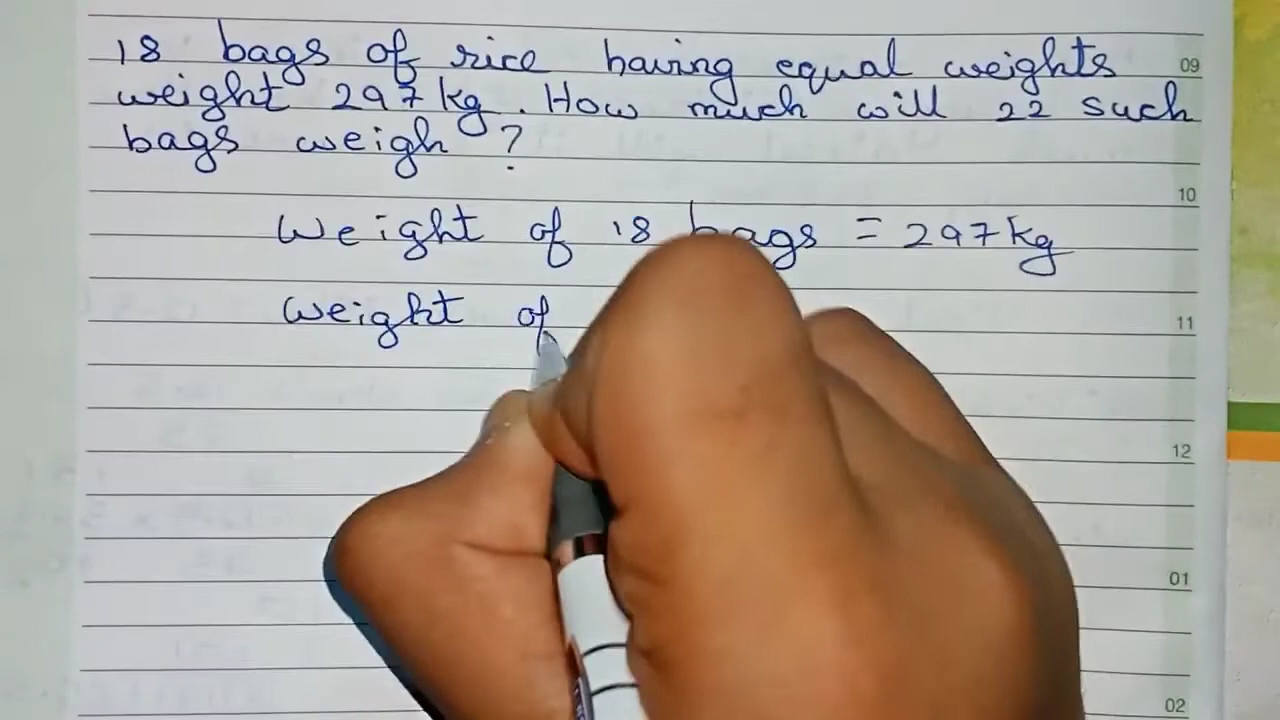 18 bags of rice having equal weights
weight 297 kg. How much will 22 such
bags weigh ?
Weight of 18 bags = 297 kg
weight of
09
10
11
12
01
02